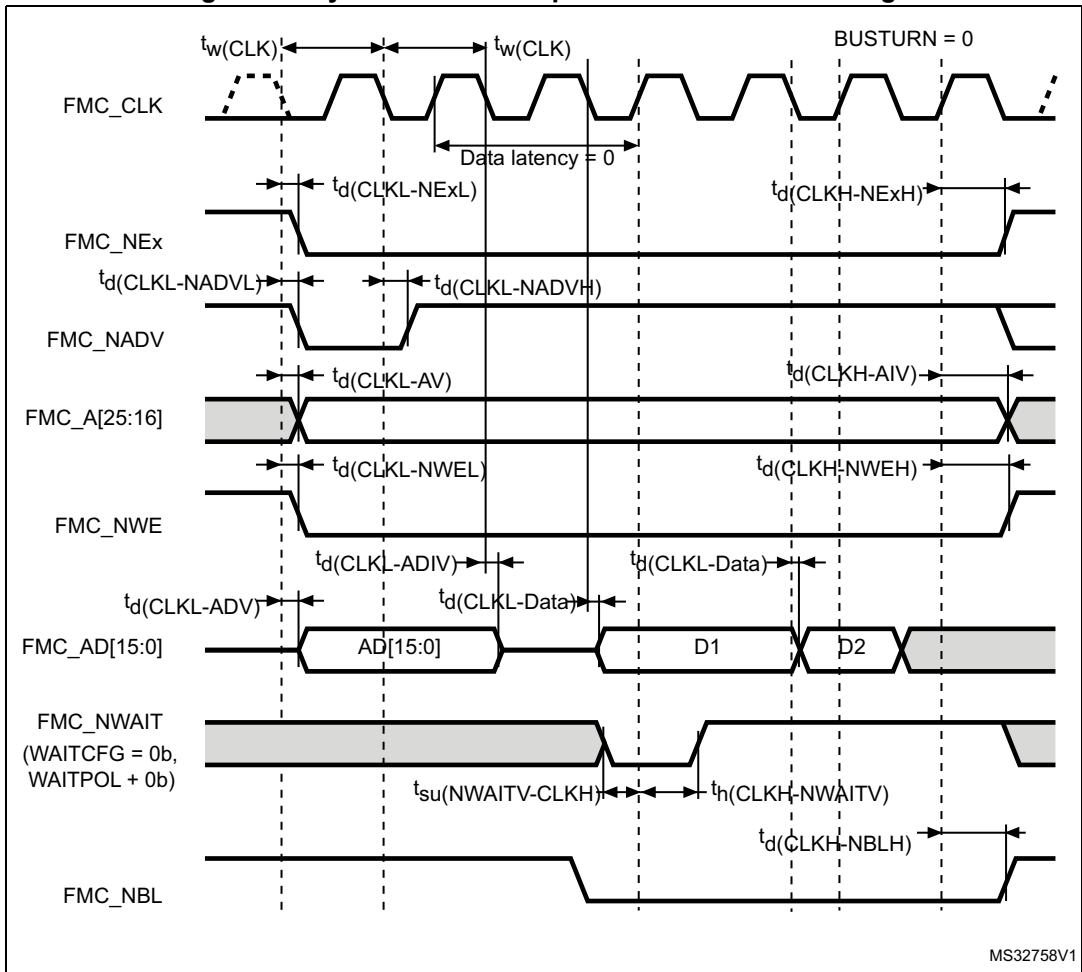 tw(CLK) tw(CLK) BUSTURN = 0
FMC_CLK
Data latency = 0
td(CLKL-NExL) td(CLKH-NExH)
FMC_NEx
td(CLKL-NADVL) td(CLKL-NADVH)
FMC_NADV
td(CLKL-AV) td(CLKH-AIV)
FMC_A[25:16]
td(CLKL-NWEL) td(CLKH-NWEH)
FMC_NWE
td(CLKL-ADIV) td(CLKL-Data)
td(CLKL-ADV) td(CLKL-Data)
FMC_AD[15:0] AD[15:0] D1 D2
FMC_NWAIT
(WAITCFG = 0b,
WAITPOL + 0b)
tsu(NWAITV-CLKH) th(CLKH-NWAITV)
td(CLKH-NBLH)
FMC_NBL
MS32758V1